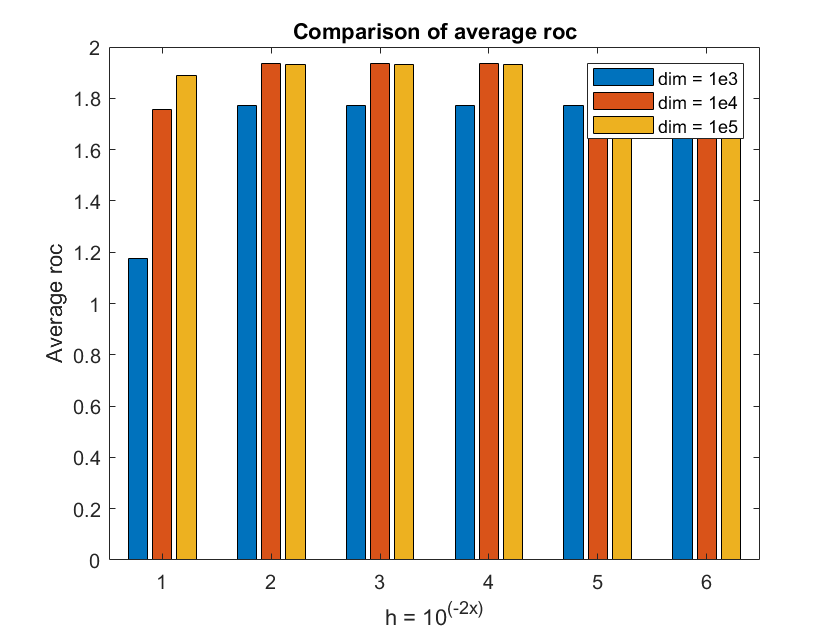 Comparison of average roc
2
1.8
1.6
1.4
1.2
1
0.8
0.6
0.4
0.2
0
Average roc
dim = 1e3
dim = 1e4
dim = 1e5
1 2 3 4 5 6
h = 10^(-2x)